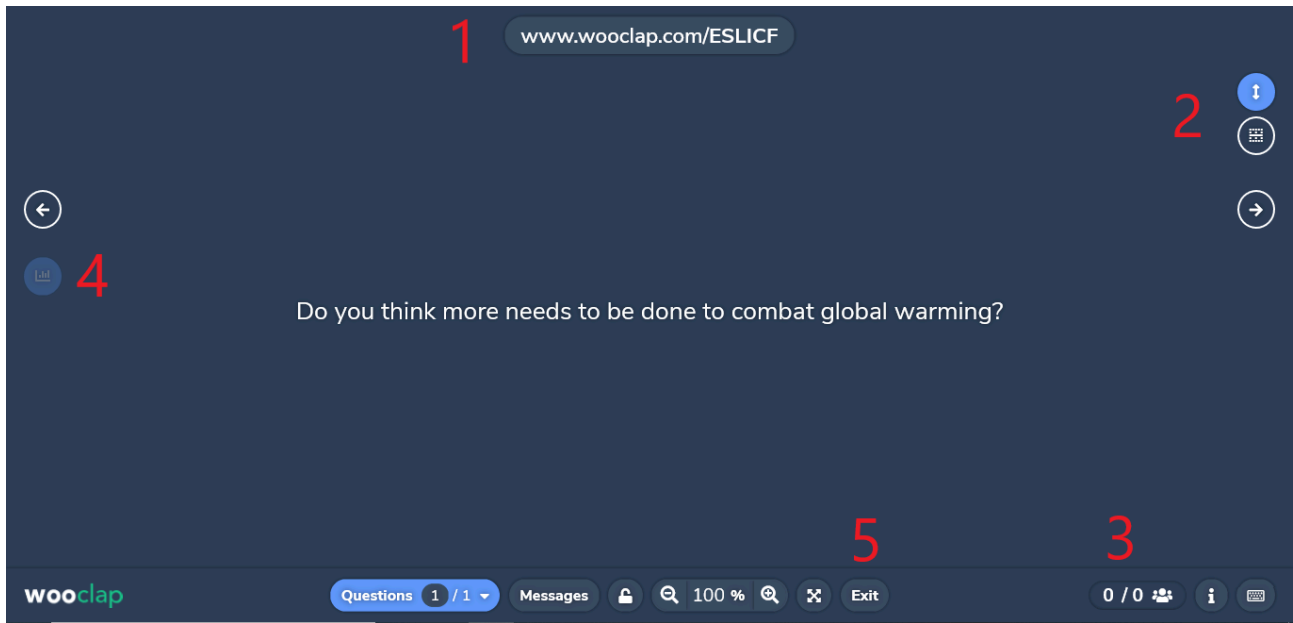 1
www.wooclap.com/ESLICF
2
4
Do you think more needs to be done to combat global warming?
5
3
wooclap
Questions 1 / 1
Messages
100 %
Exit
0 / 0
i